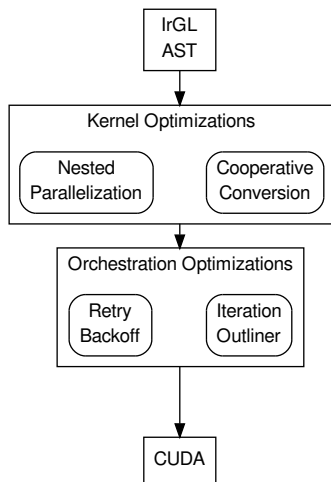 IrGL
AST
Kernel Optimizations
Nested
Parallelization
Cooperative
Conversion
Orchestration Optimizations
Retry
Backoff
Iteration
Outliner
CUDA